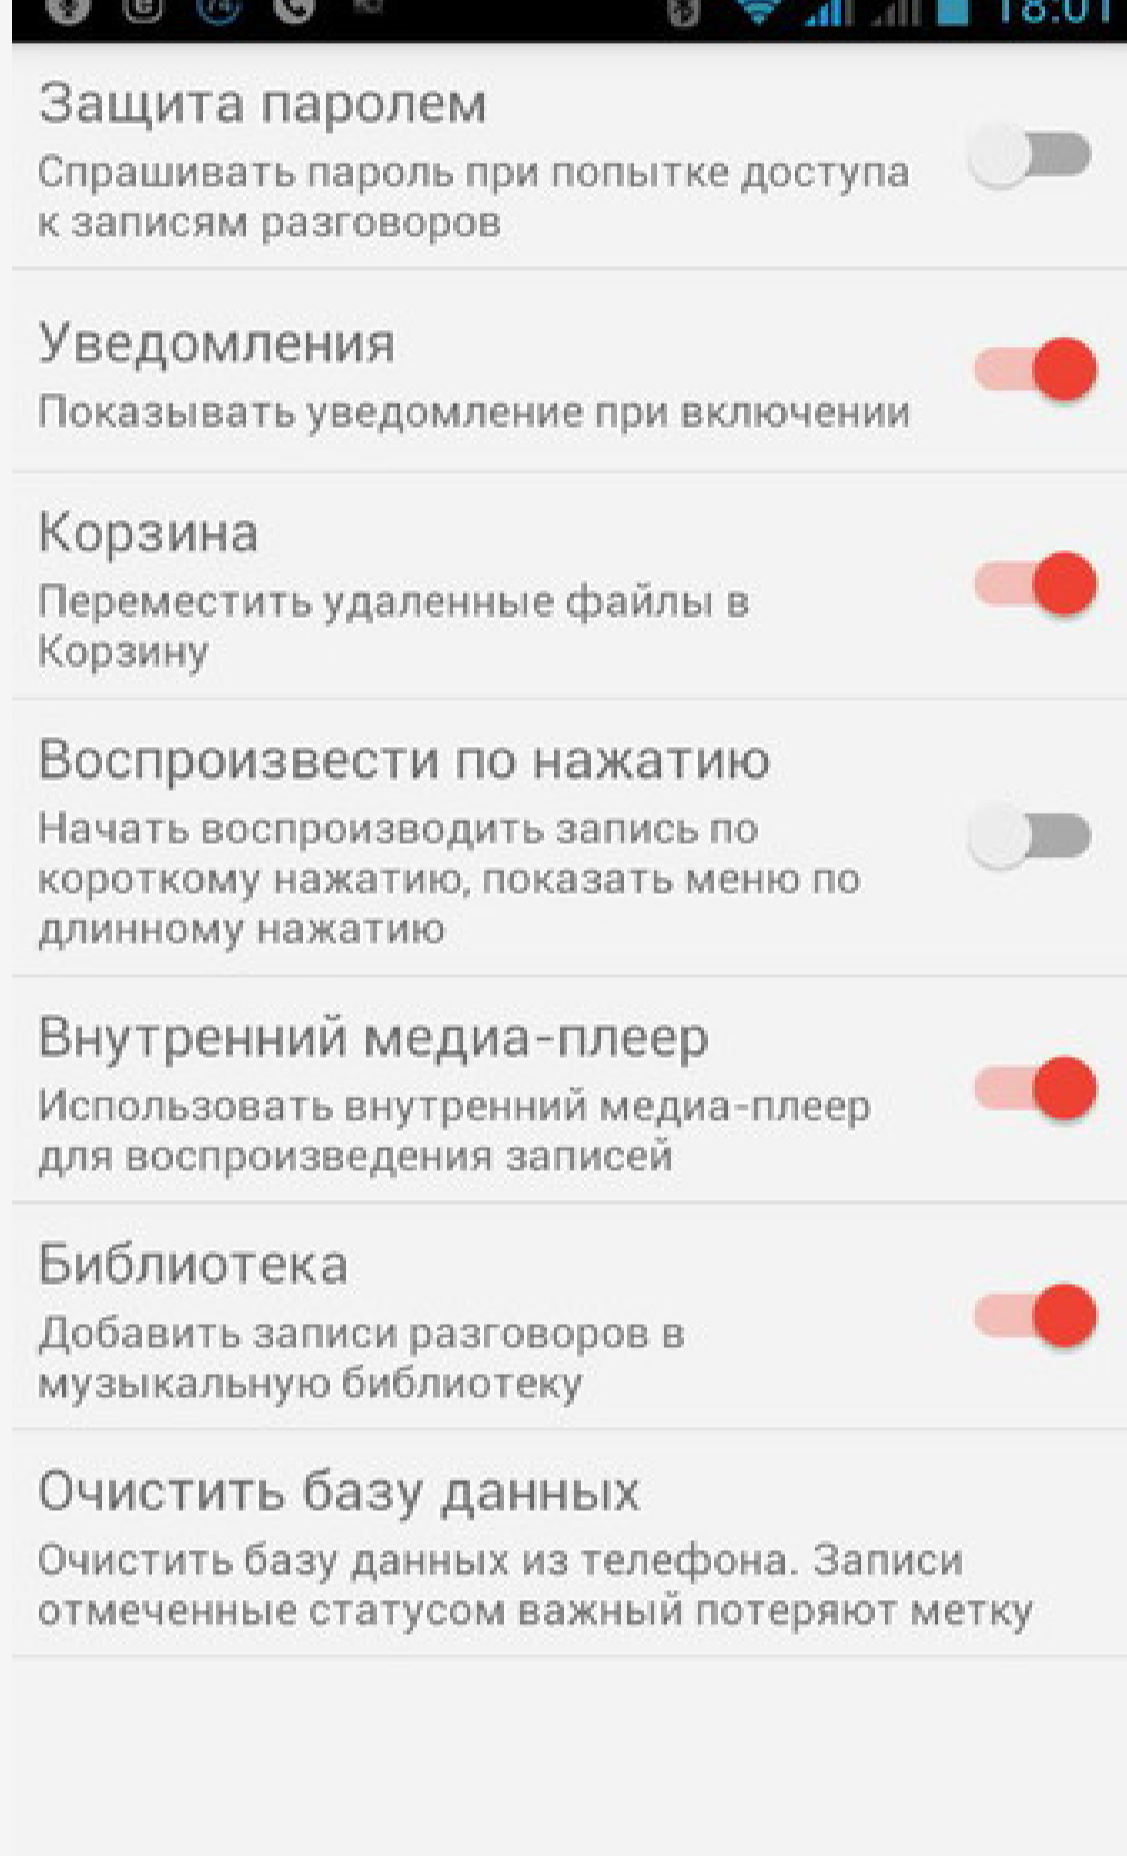 18:01
Защита паролем
Спрашивать пароль при попытке доступа
к записям разговоров
Уведомления
Показывать уведомление при включении
Корзина
Переместить удаленные файлы в
Корзину
Воспроизвести по нажатию
Начать воспроизводить запись по
короткому нажатию, показать меню по
длинному нажатию
Внутренний медиа-плеер
Использовать внутренний медиа-плеер
для воспроизведения записей
Библиотека
Добавить записи разговоров в
музыкальную библиотеку
Очистить базу данных
Очистить базу данных из телефона. Записи
отмеченные статусом важный потеряют метку